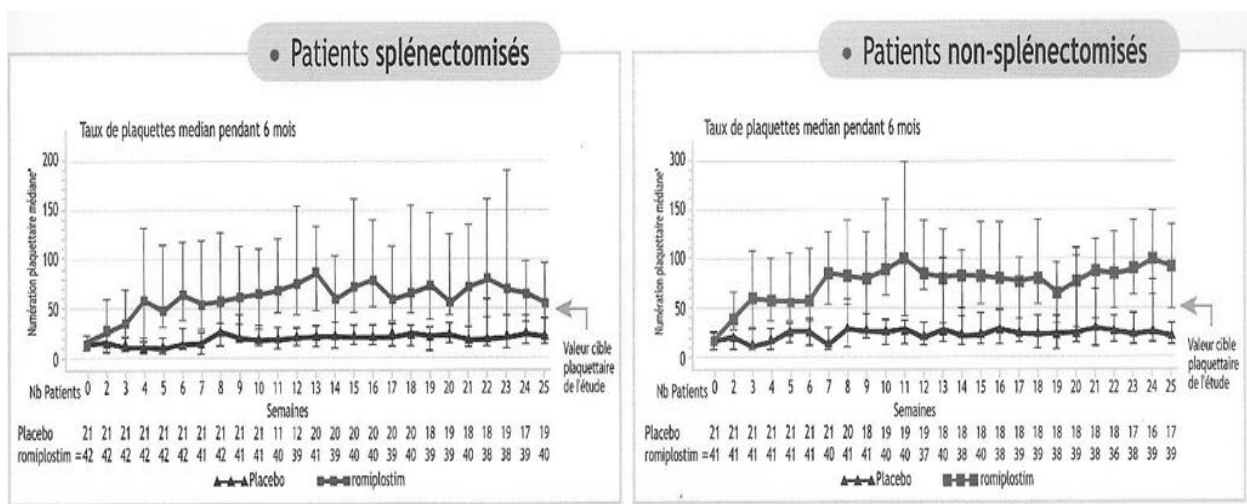 • Patients splénectomisés
Taux de plaquettes median pendant 6 mois
Numération plaquettaire médiane*
200
150
100
50
0
Valeur cible
plaquettaire
de l'étude
Nb Patients 0 2 3 4 5 6 7 8 9 10 11 12 13 14 15 16 17 18 19 20 21 22 23 24 25
Semaines
Placebo 21 21 21 21 21 21 21 21 21 21 11 12 20 20 20 20 20 20 18 19 18 18 19 17 19
romiplostim = 42 42 42 42 42 42 41 42 41 41 40 41 40 40 40 40 39 40 39 39 40 38 38 39 40
Placebo romiplostim
• Patients non-splénectomisés
Taux de plaquettes median pendant 6 mois
Numération plaquettaire médiane*
300
150
100
50
0
Valeur cible
plaquettaire
de l'étude
Nb Patients 0 2 3 4 5 6 7 8 9 10 11 12 13 14 15 16 17 18 19 20 20 21 22 23 24 25
Semaines
Placebo 21 21 21 21 21 21 21 20 18 19 19 19 18 18 18 18 18 18 18 18 18 18 18 17 16 17
romiplostim = 41 41 41 41 41 41 40 41 41 40 40 37 40 38 38 39 39 39 39 40 38 38 36 38 39 39
Placebo romiplostim